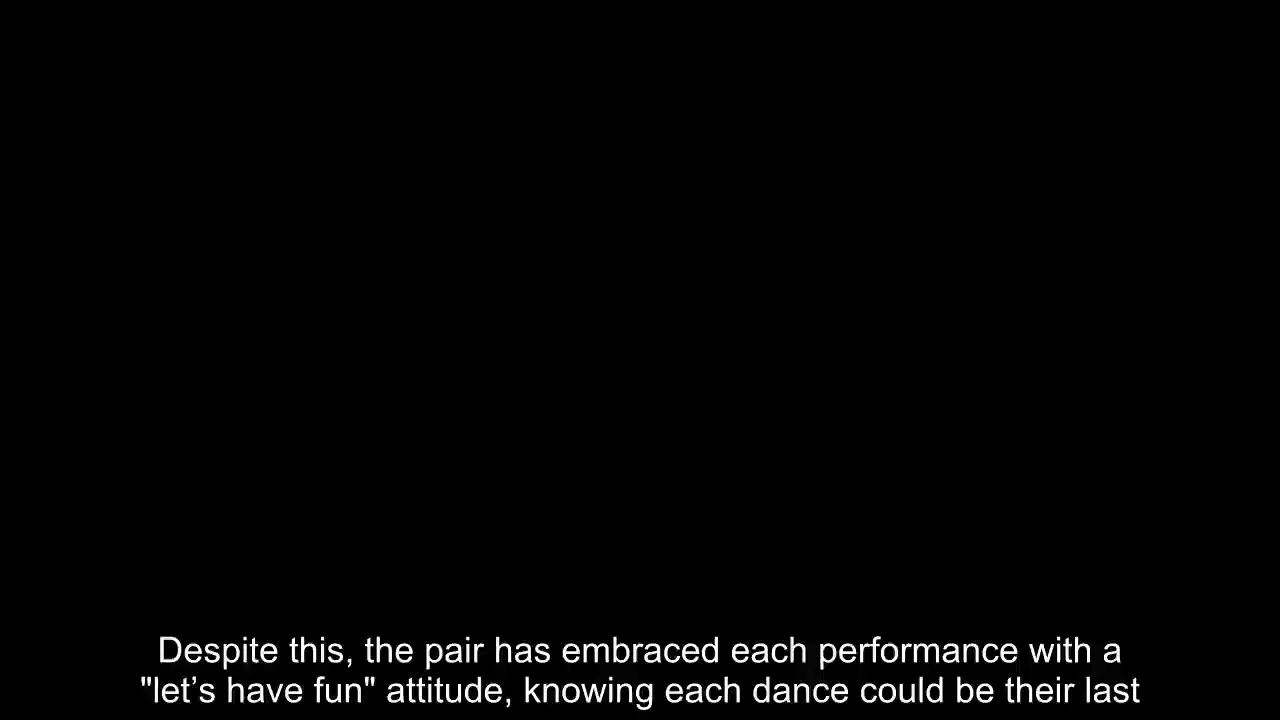 Despite this, the pair has embraced each performance with a
"let’s have fun" attitude, knowing each dance could be their last